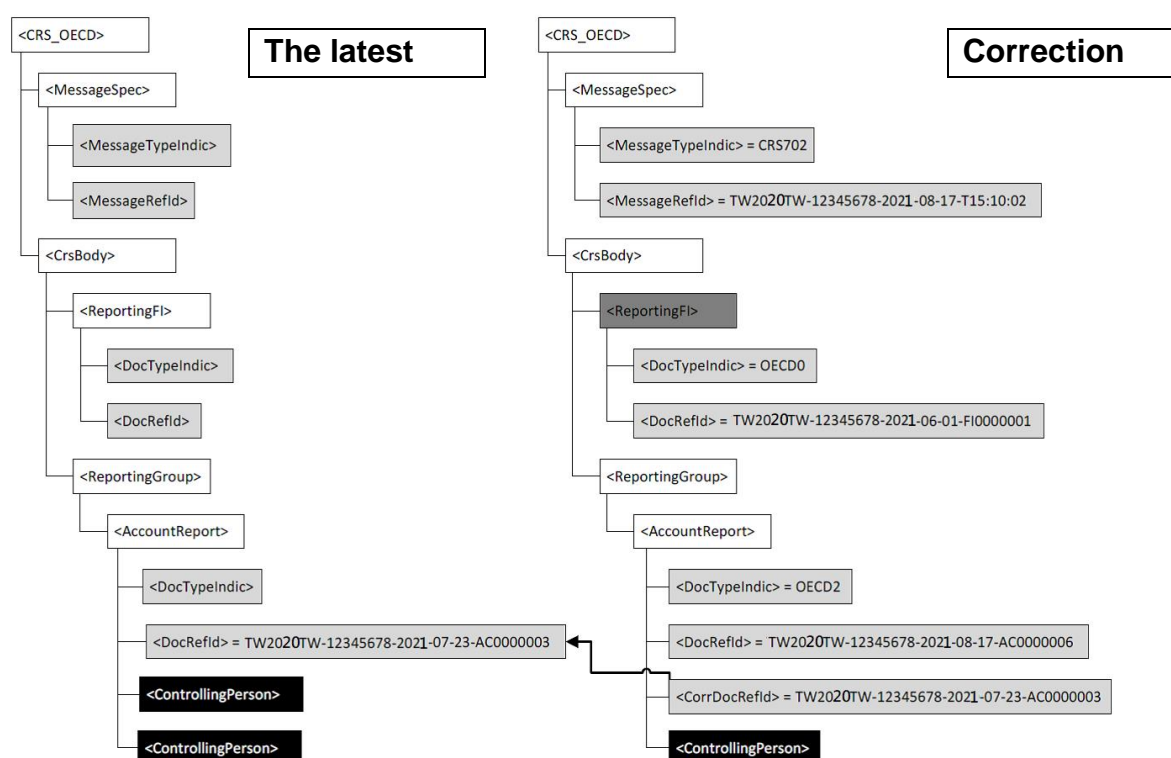 The latest
<CRS_OECD>
<MessageSpec>
<MessageTypeIndic>
<MessageRefId>
<CrsBody>
<ReportingFI>
<DocTypeIndic>
<DocRefId>
<ReportingGroup>
<AccountReport>
<DocTypeIndic>
<DocRefId> = TW2020TW-12345678-2021-07-23-AC0000003
<ControllingPerson>
<ControllingPerson>
Correction
<CRS_OECD>
<MessageSpec>
<MessageTypeIndic> = CRS702
<MessageRefId> = TW2020TW-12345678-2021-08-17-T15:10:02
<CrsBody>
<ReportingFI>
<DocTypeIndic> = OECD0
<DocRefId> = TW2020TW-12345678-2021-06-01-FI0000001
<ReportingGroup>
<AccountReport>
<DocTypeIndic> = OECD2
<DocRefId> = TW2020TW-12345678-2021-08-17-AC0000006
<CorrDocRefId> = TW2020TW-12345678-2021-07-23-AC0000003
<ControllingPerson>